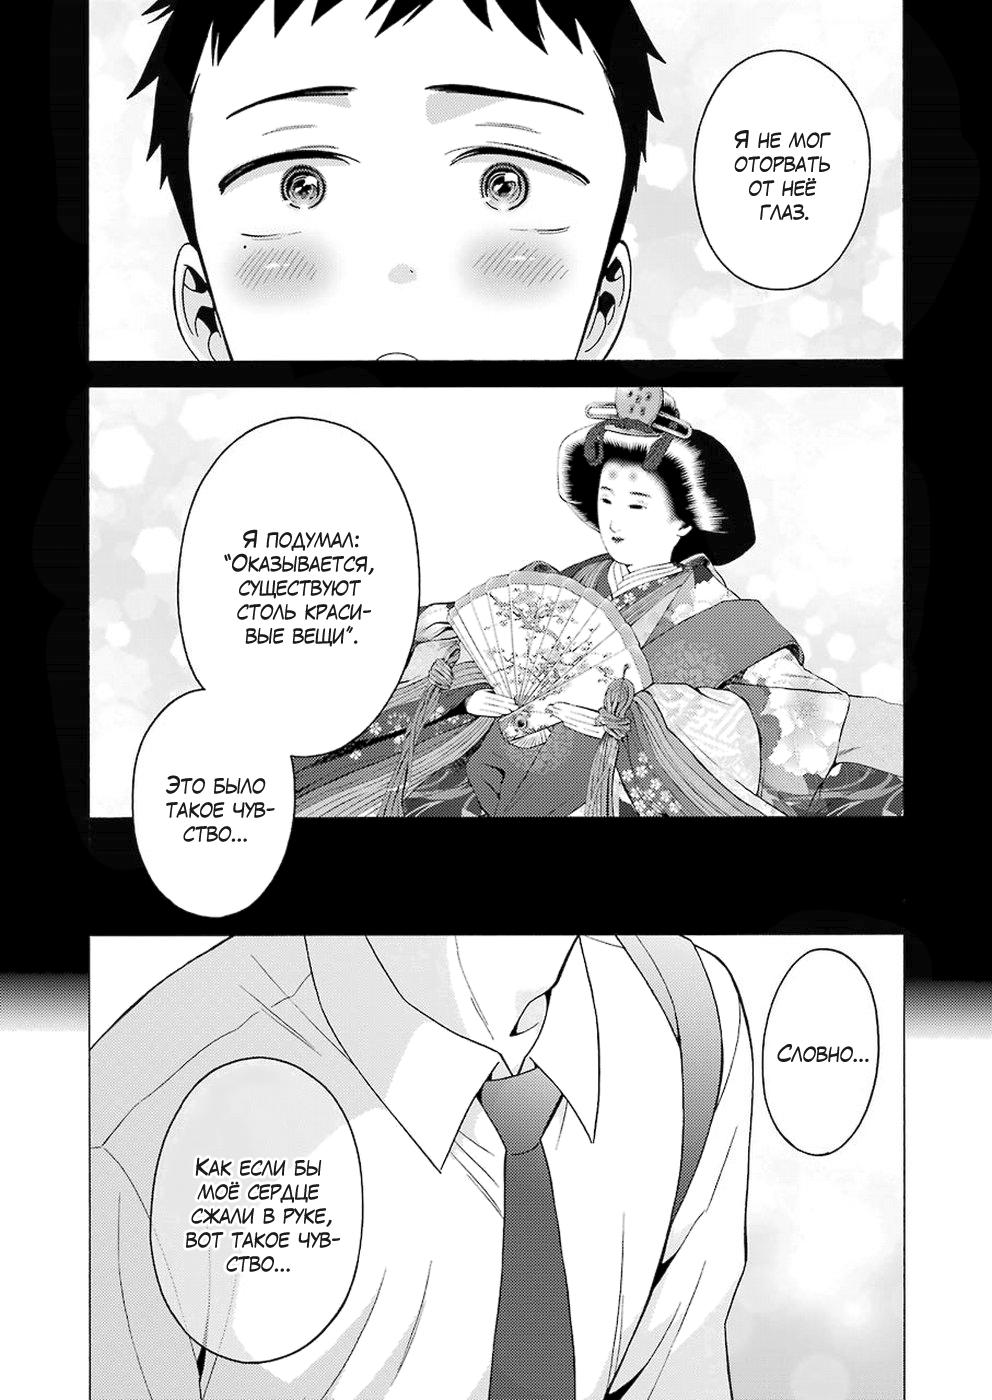 Я НЕ МОГ
ОТОРВАТЬ
ОТ НЕЁ
ГЛАЗ.
Я ПОДУМАЛ:
"ОКАЗЫВАЕТСЯ,
СУЩЕСТВУЮТ
СТОЛЬ КРАСИ-
ВЫЕ ВЕЩИ".
ЭТО БЫЛО
ТАКОЕ ЧУВ-
СТВО...
СЛОВНО...
КАК ЕСЛИ БЫ
МОЁ СЕРДЦЕ
СЖАЛИ В РУКЕ,
ВОТ ТАКОЕ ЧУВ-
СТВО...